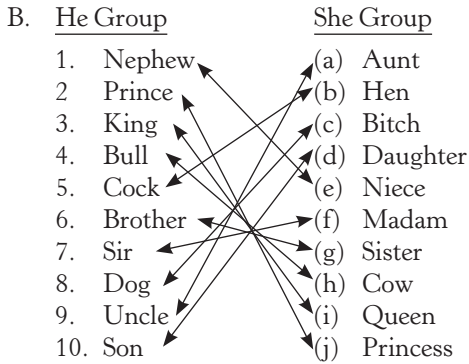 B. He Group She Group
1. Nephew (a) Aunt
2 Prince (b) Hen
3. King (c) Bitch
4. Bull (d) Daughter
5. Cock (e) Niece
6. Brother (f) Madam
7. Sir (g) Sister
8. Dog (h) Cow
9. Uncle (i) Queen
10. Son (j) Princess